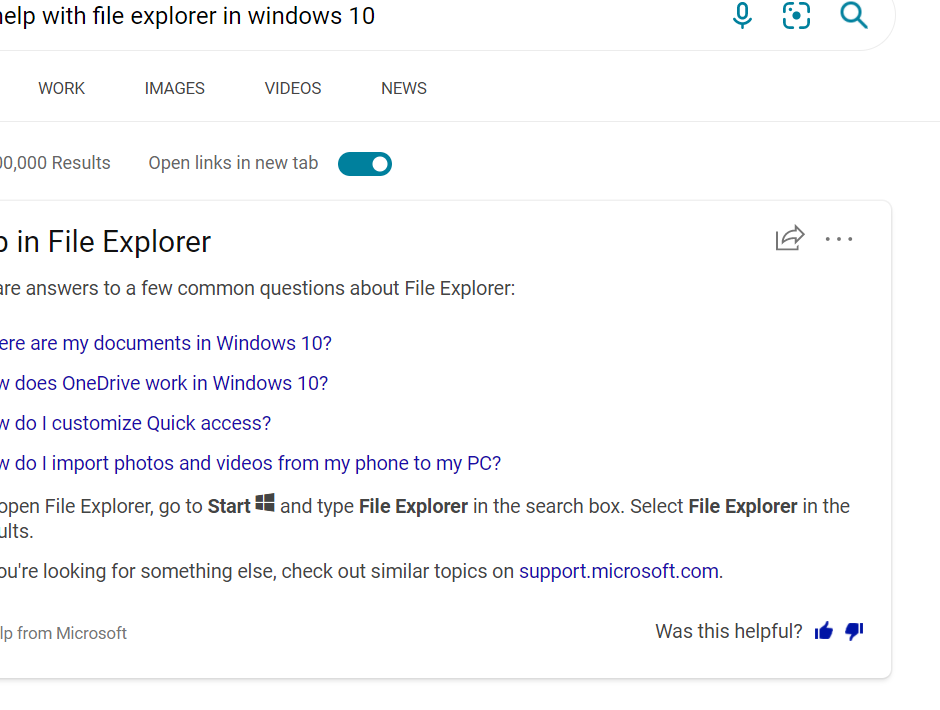 help with file explorer in windows 10
WORK IMAGES VIDEOS NEWS
00,000 Results Open links in new tab
p in File Explorer
are answers to a few common questions about File Explorer:
ere are my documents in Windows 10?
w does OneDrive work in Windows 10?
w do I customize Quick access?
w do I import photos and videos from my phone to my PC?
open File Explorer, go to Start and type File Explorer in the search box. Select File Explorer in the
ults.
ou're looking for something else, check out similar topics on support.microsoft.com.
lp from Microsoft Was this helpful?